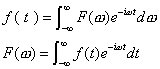 f ( t ) = ∫_{-∞}^{∞} F(ω)e^{-iωt}dω
F(ω) = ∫_{-∞}^{∞} f(t)e^{-iωt}dt